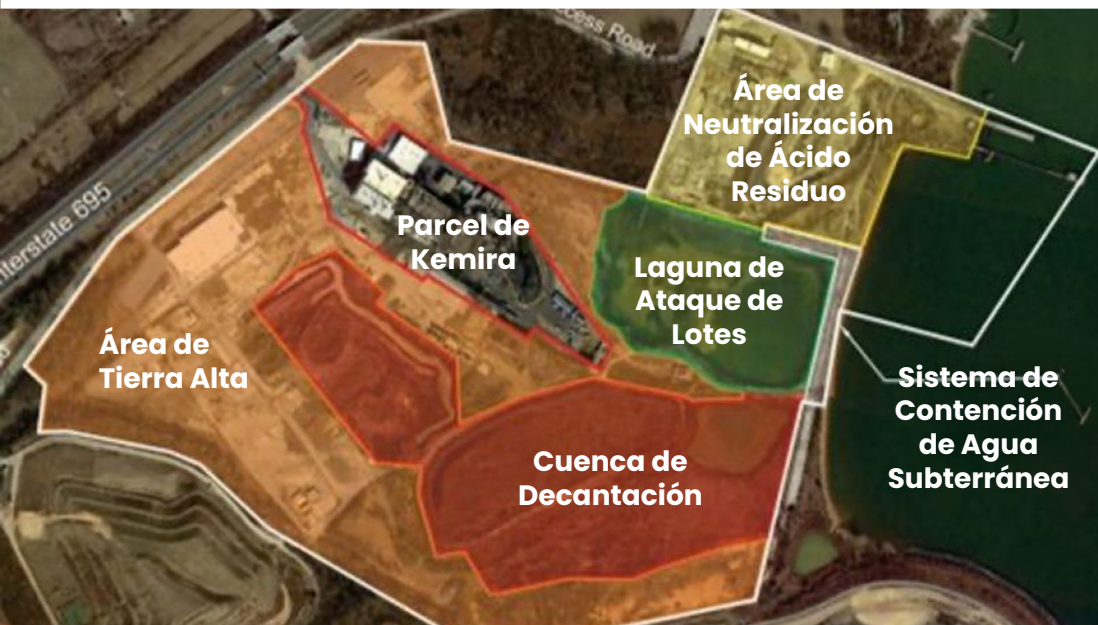 Access Road
Área de
Neutralización
de Ácido
Residuo
Interstate 695
Parcel de
Kemira
Laguna de
Ataque de
Lotes
Área de
Tierra Alta
Sistema de
Contención
de Agua
Subterránea
Cuenca de
Decantación